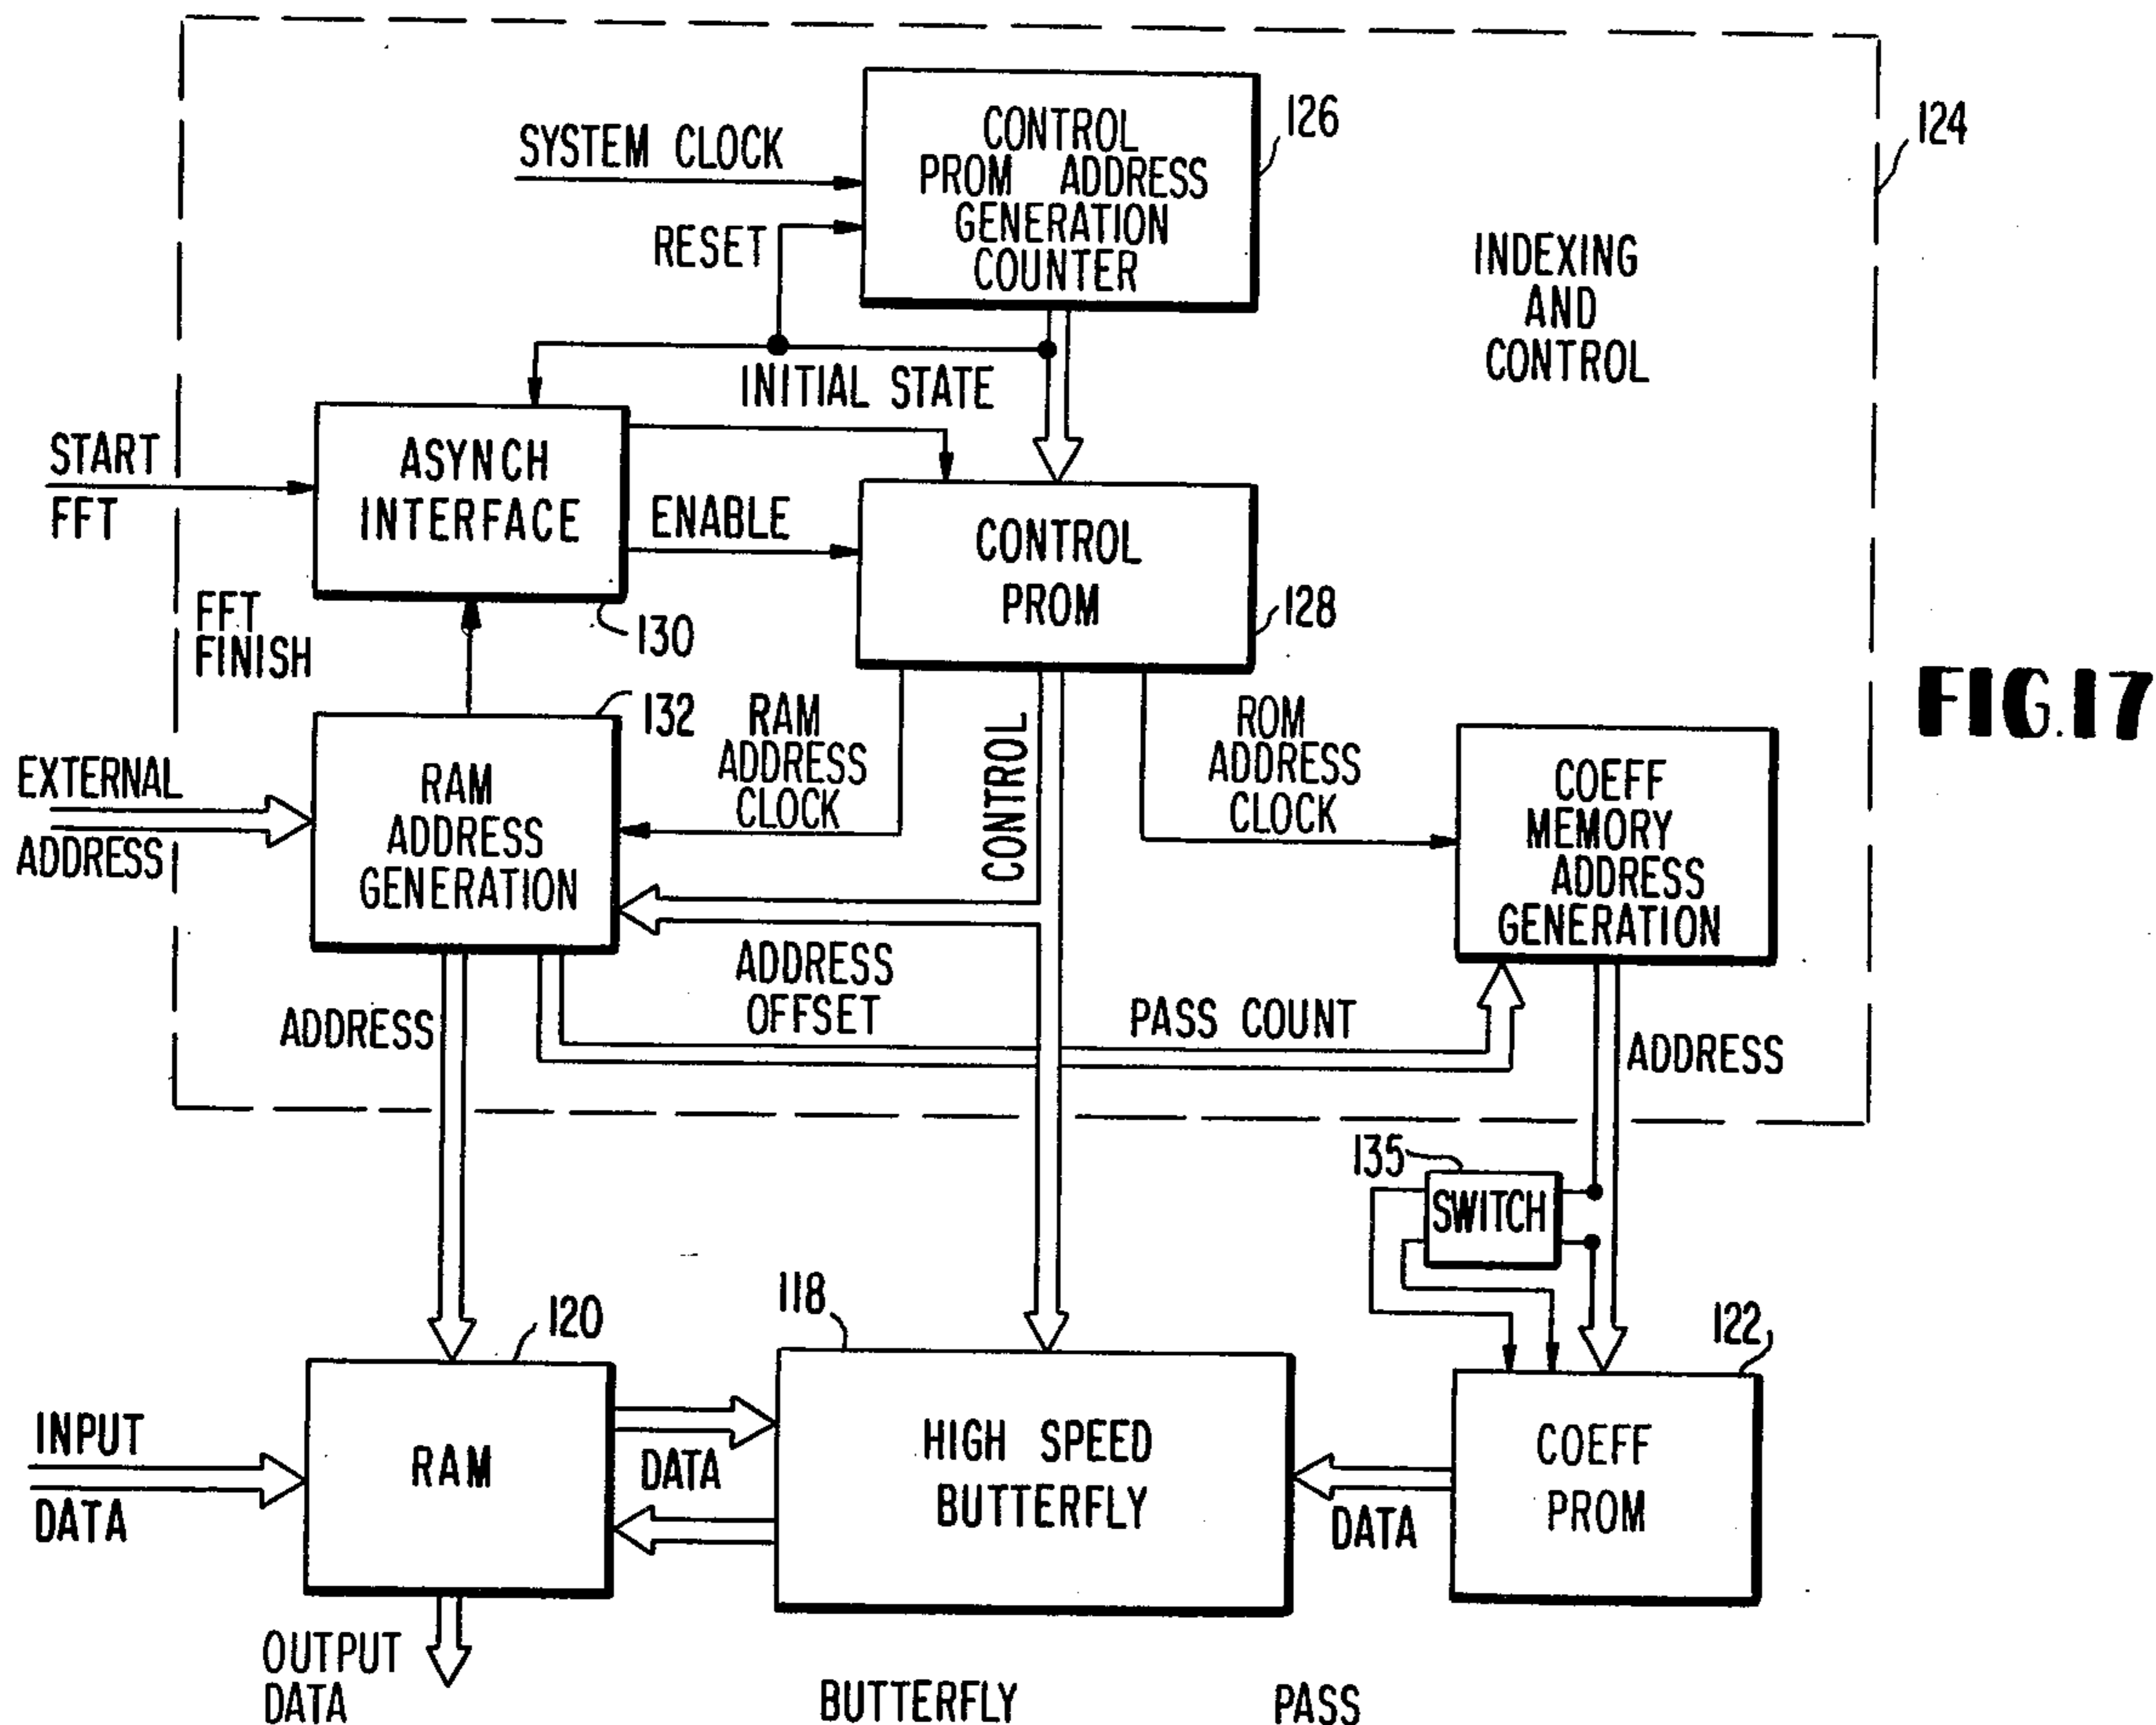 CONTROL
PROM ADDRESS
GENERATION
COUNTER
126
124
SYSTEM CLOCK
RESET
INDEXING
AND
CONTROL
INITIAL STATE
START
FFT
ASYNCH
INTERFACE
ENABLE
CONTROL
PROM
128
130
FFT
FINISH
132
FIG.17
EXTERNAL
ADDRESS
RAM
ADDRESS
GENERATION
RAM
ADDRESS
CLOCK
CONTROL
ROM
ADDRESS
CLOCK
COEFF
MEMORY
ADDRESS
GENERATION
ADDRESS
OFFSET
ADDRESS
PASS COUNT
ADDRESS
135
SWITCH
120
118
122
INPUT
DATA
RAM
DATA
HIGH SPEED
BUTTERFLY
DATA
COEFF
PROM
OUTPUT
DATA
BUTTERFLY PASS